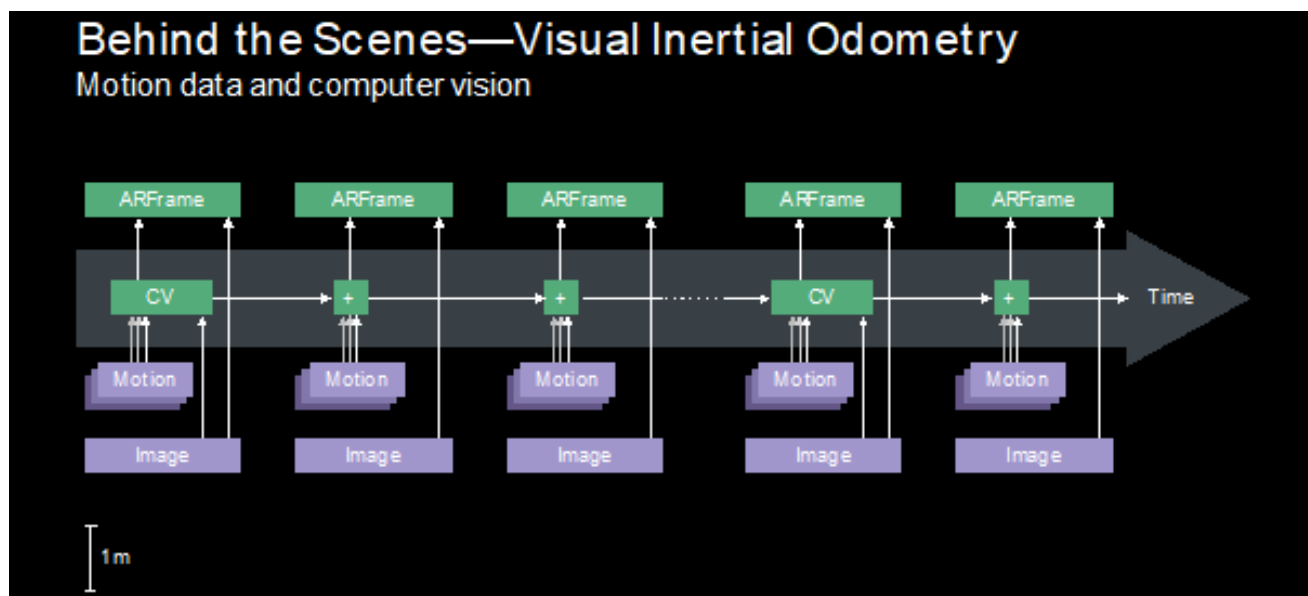 Behind the Scenes—Visual Inertial Odometry
Motion data and computer vision
ARFrame ARFrame ARFrame ARFrame ARFrame
CV + + CV + Time
Motion Motion Motion Motion Motion
Image Image Image Image Image
1m